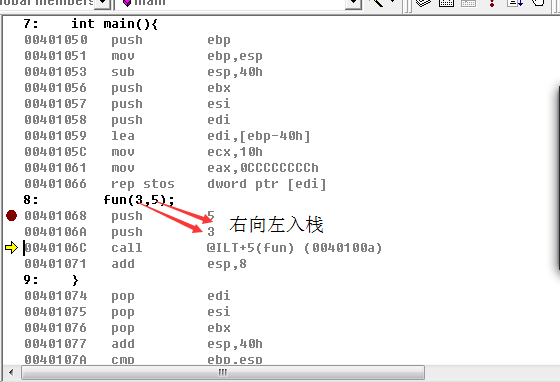 lobal members
main
7: int main(){
00401050 push ebp
00401051 mov ebp,esp
00401053 sub esp,40h
00401056 push ebx
00401057 push esi
00401058 push edi
00401059 lea edi,[ebp-40h]
0040105C mov ecx,10h
00401061 mov eax,0CCCCCCCCh
00401066 rep stos dword ptr [edi]
8: fun(3,5);
00401068 push 5
0040106A push 3
右向左入栈
0040106C call @ILT+5(fun) (0040100a)
00401071 add esp,8
9: }
00401074 pop edi
00401075 pop esi
00401076 pop ebx
00401077 add esp,40h
0040107A cmp ebp,esp